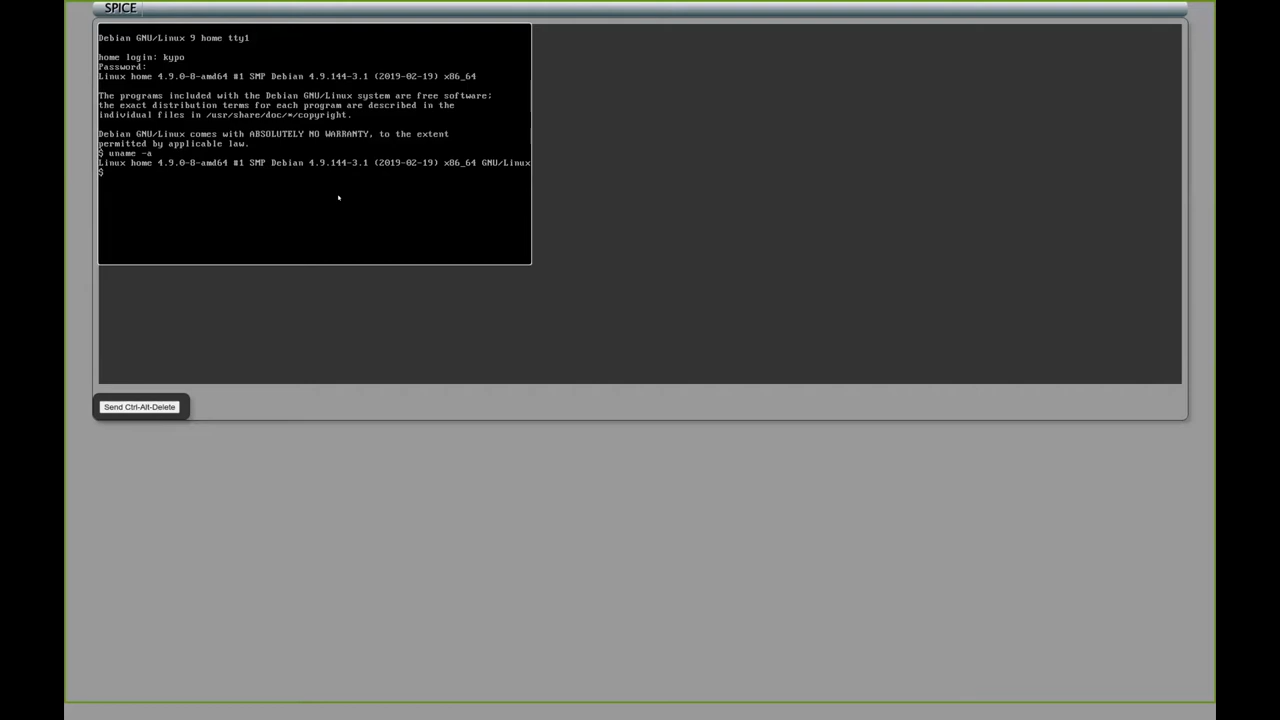 SPICE
Debian GNU/Linux 9 home tty1
home login: kypo
Password:
Linux home 4.9.0-8-amd64 #1 SMP Debian 4.9.144-3.1 (2019-02-19) x86_64
The programs included with the Debian GNU/Linux system are free software;
the exact distribution terms for each program are described in the
individual files in /usr/share/doc/*/copyright.
Debian GNU/Linux comes with ABSOLUTELY NO WARRANTY, to the extent
permitted by applicable law.
$ uname -a
Linux home 4.9.0-8-amd64 #1 SMP Debian 4.9.144-3.1 (2019-02-19) x86_64 GNU/Linux
$
Send Ctrl-Alt-Delete